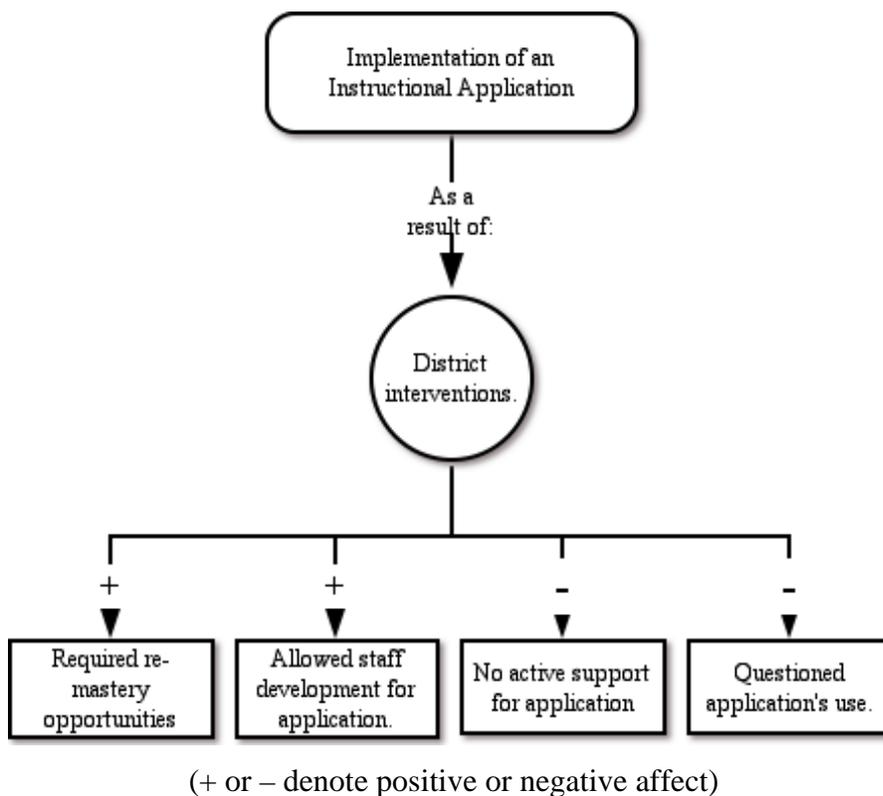 Implementation of an
Instructional Application
As a
result of:
District
interventions.
+
+
-
-
Required re-
mastery
opportunities
Allowed staff
development for
application.
No active support
for application
Questioned
application's use.
(+ or – denote positive or negative affect)